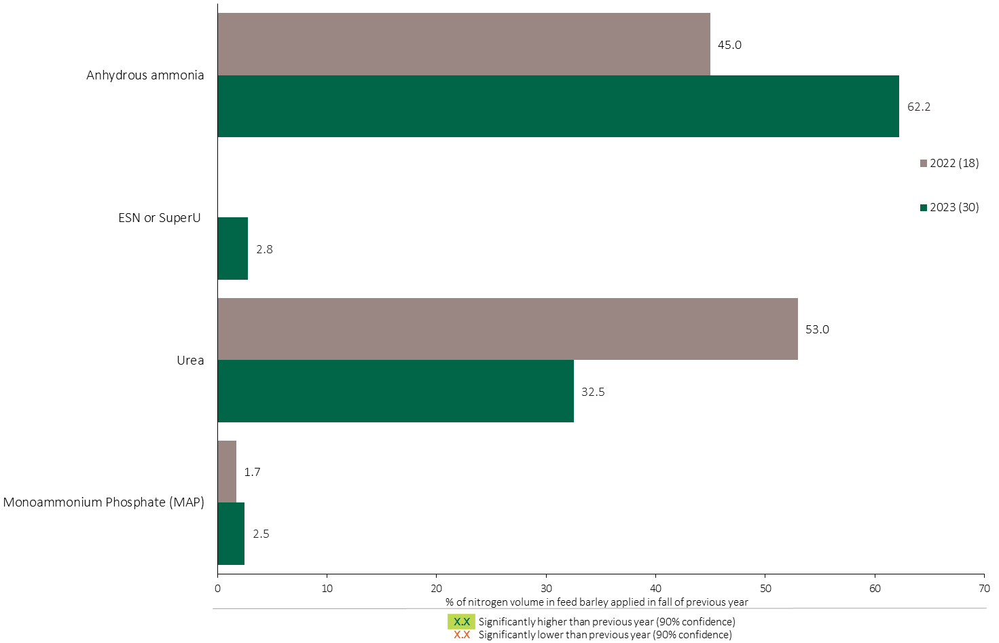 45.0
Anhydrous ammonia
62.2
2022 (18)
2023 (30)
ESN or SuperU
2.8
53.0
Urea
32.5
1.7
Monoammonium Phosphate (MAP)
2.5
0 10 20 30 40 50 60 70
% of nitrogen volume in feed barley applied in fall of previous year
X.X Significantly higher than previous year (90% confidence)
X.X Significantly lower than previous year (90% confidence)